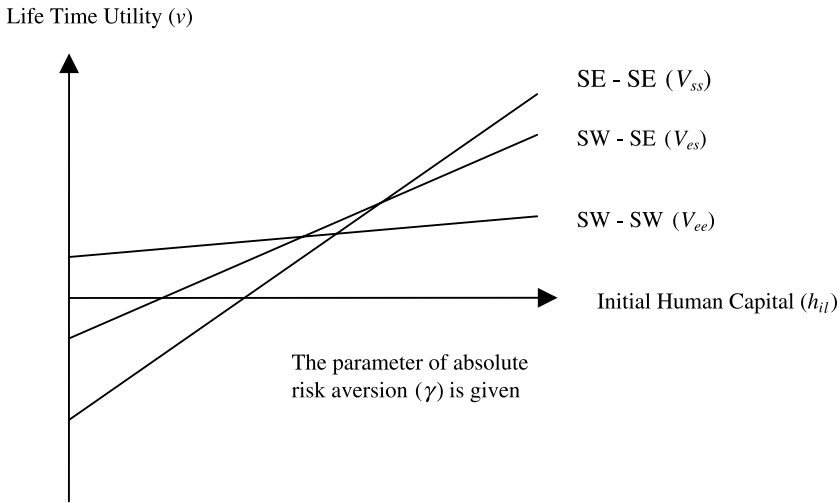 Life Time Utility (v)
SE - SE (Vss)
SW - SE (Ves)
SW - SW (Vee)
Initial Human Capital (hil)
The parameter of absolute
risk aversion (γ) is given